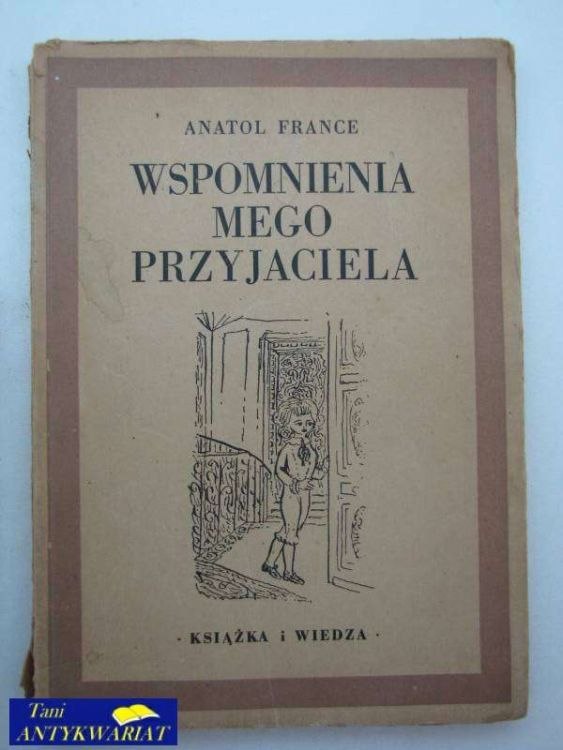 ANATOL FRANCE
WSPOMNIENIA
MEGO
PRZYJACIELA
· KSIĄŻKA i WIEDZA ·
Tani
ANTYKWARIAT